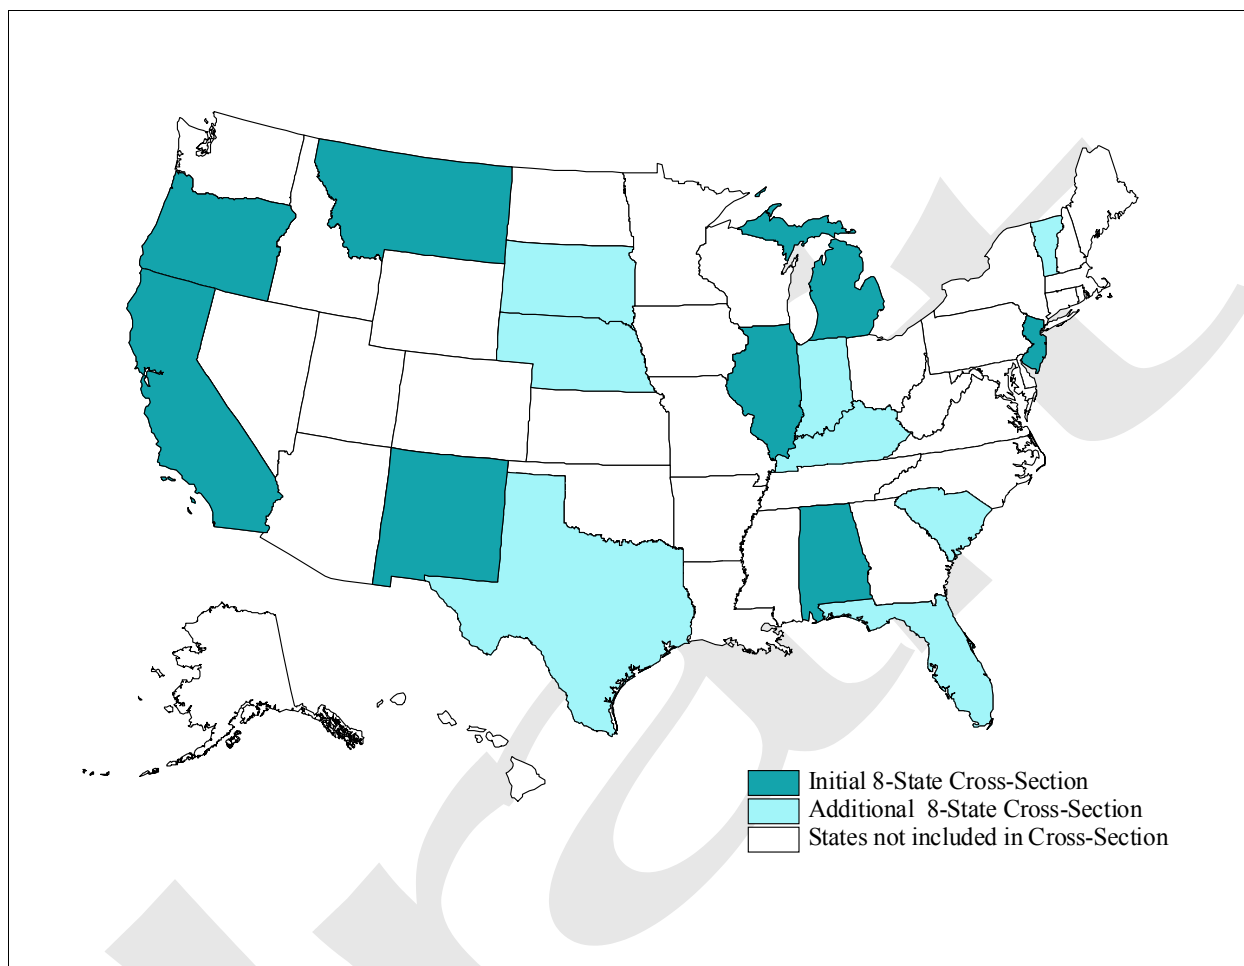 Initial 8-State Cross-Section
Additional 8-State Cross-Section
States not included in Cross-Section